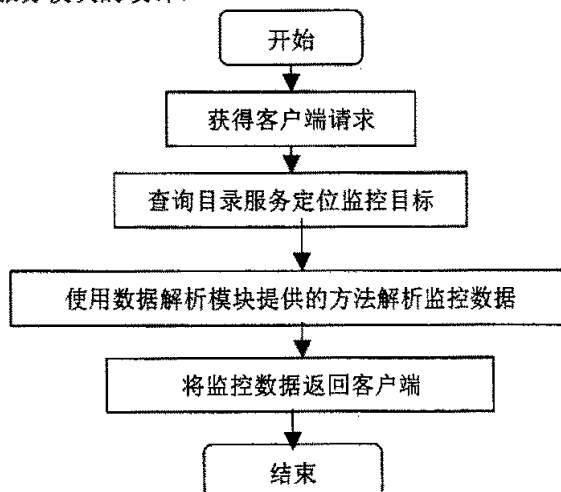 开始
获得客户端请求
查询目录服务定位监控目标
使用数据解析模块提供的方法解析监控数据
将监控数据返回客户端
结束